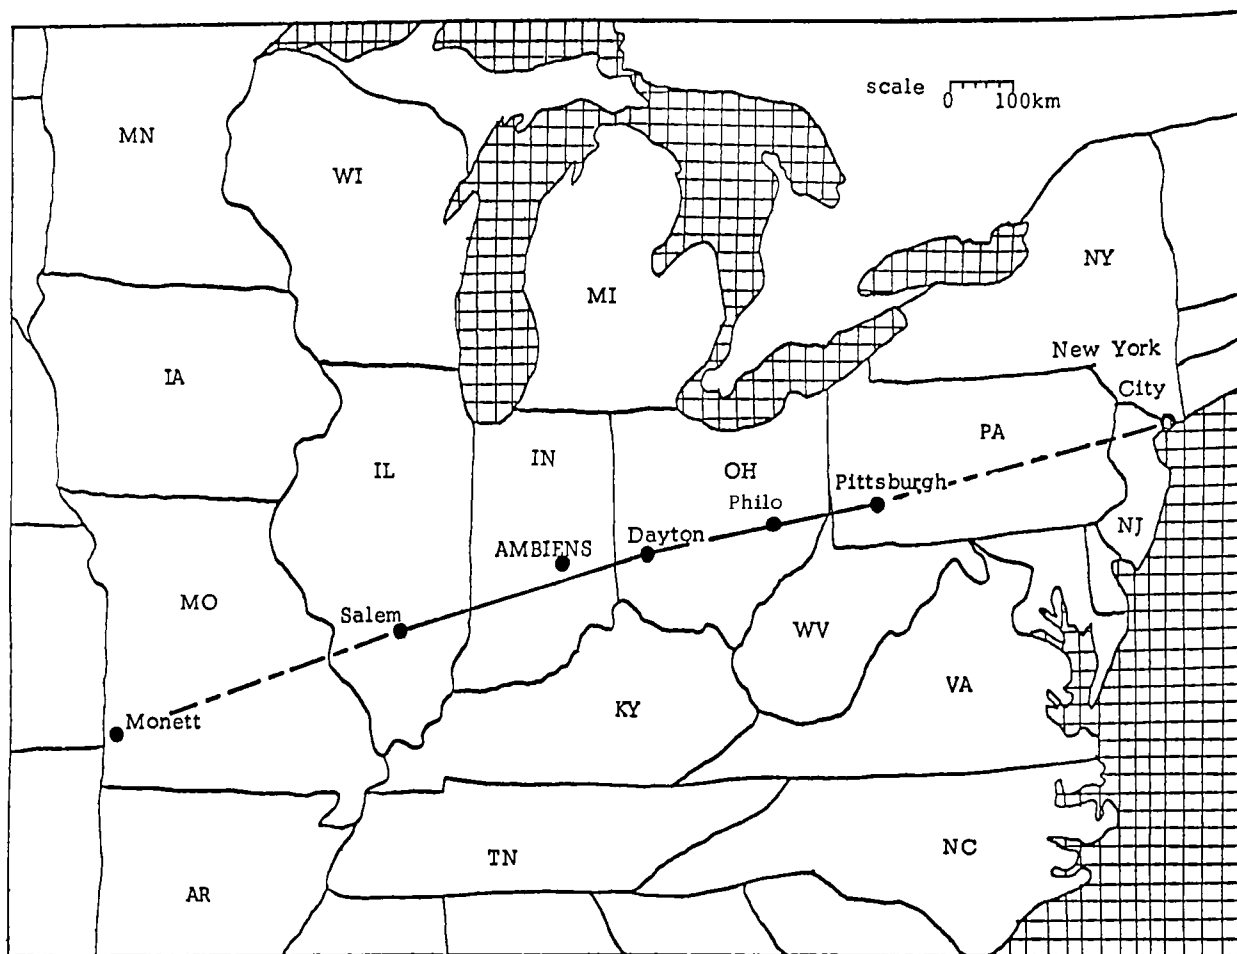 scale
0 100km
MN
WI
MI
NY
New York
City
IA
IL
IN
OH
PA
Pittsburgh
Philo
Dayton
NJ
AMBIENS
MO
Salem
WV
VA
KY
Monett
TN
NC
AR